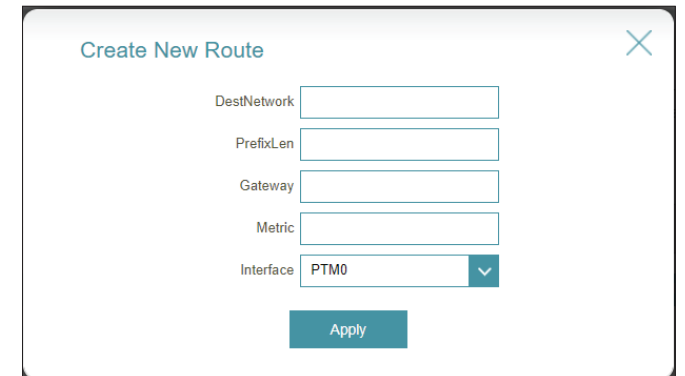 Create New Route
DestNetwork
PrefixLen
Gateway
Metric
Interface PTM0
Apply